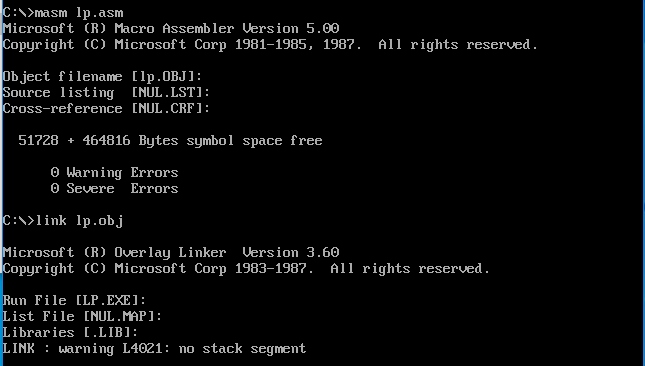 C:\>masm lp.asm
Microsoft (R) Macro Assembler Version 5.00
Copyright (C) Microsoft Corp 1981-1985, 1987.  All rights reserved.
Object filename [lp.OBJ]:
Source listing  [NUL.LST]:
Cross-reference [NUL.CRF]:
  51728 + 464816 Bytes symbol space free
      0 Warning Errors
      0 Severe  Errors
C:\>link lp.obj
Microsoft (R) Overlay Linker  Version 3.60
Copyright (C) Microsoft Corp 1983-1987.  All rights reserved.
Run File [LP.EXE]:
List File [NUL.MAP]:
Libraries [.LIB]:
LINK : warning L4021: no stack segment